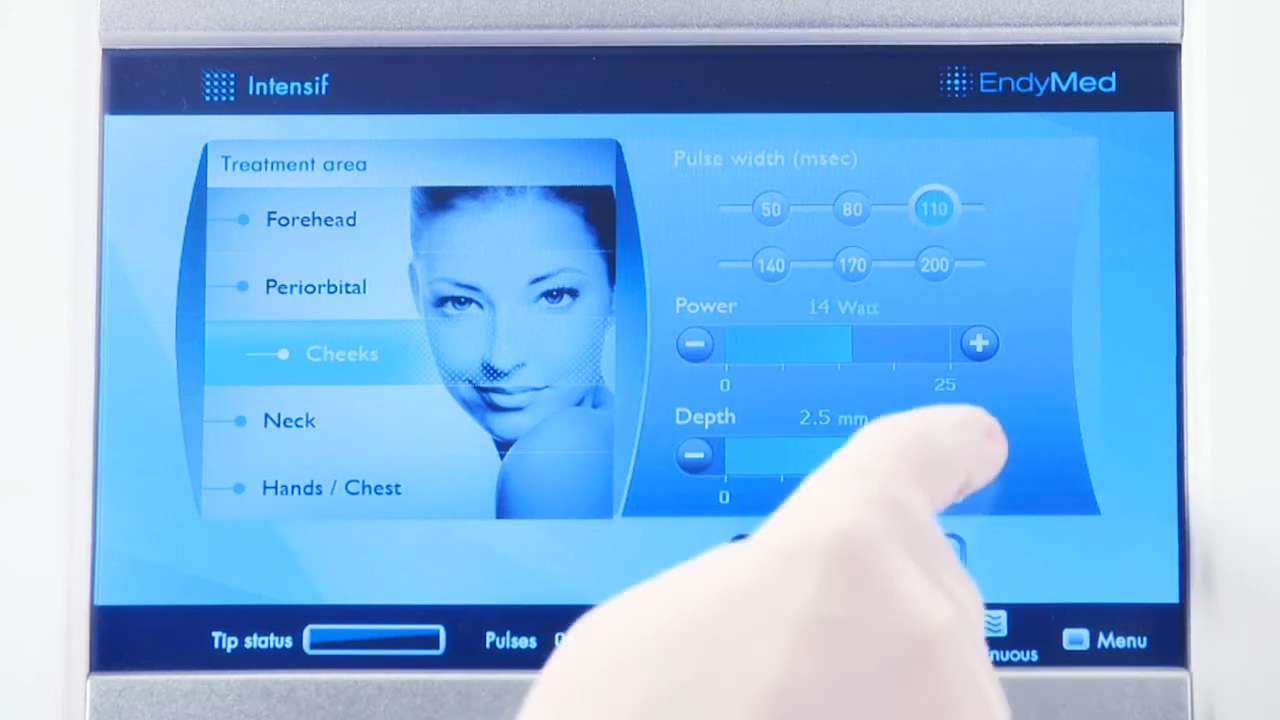 Intensif
EndyMed
Treatment area
Forehead
Periorbital
Cheeks
Neck
Hands / Chest
Pulse width (msec)
50 80 110
140 170 200
Power 14 Watt
0 25
Depth 2.5 mm
0
Tip status
Pulses
Menu